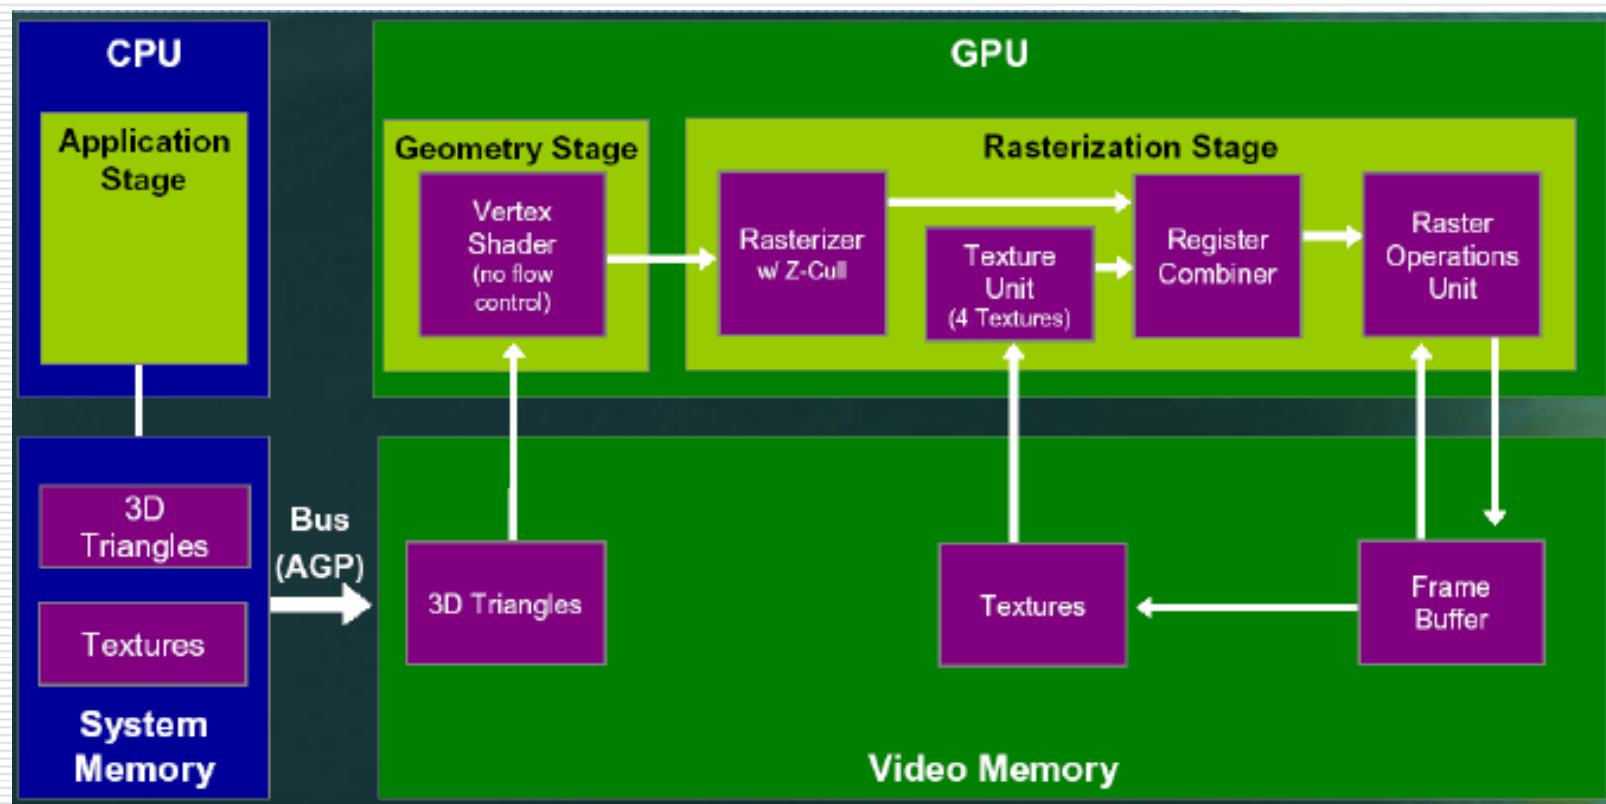 CPU
GPU
Application
Stage
Geometry Stage
Vertex
Shader
(no flow
control)
Rasterization Stage
Rasterizer
w/ Z-Cull
Texture
Unit
(4 Textures)
Register
Combiner
Raster
Operations
Unit
3D
Triangles
Textures
System
Memory
Bus
(AGP)
3D Triangles
Textures
Frame
Buffer
Video Memory